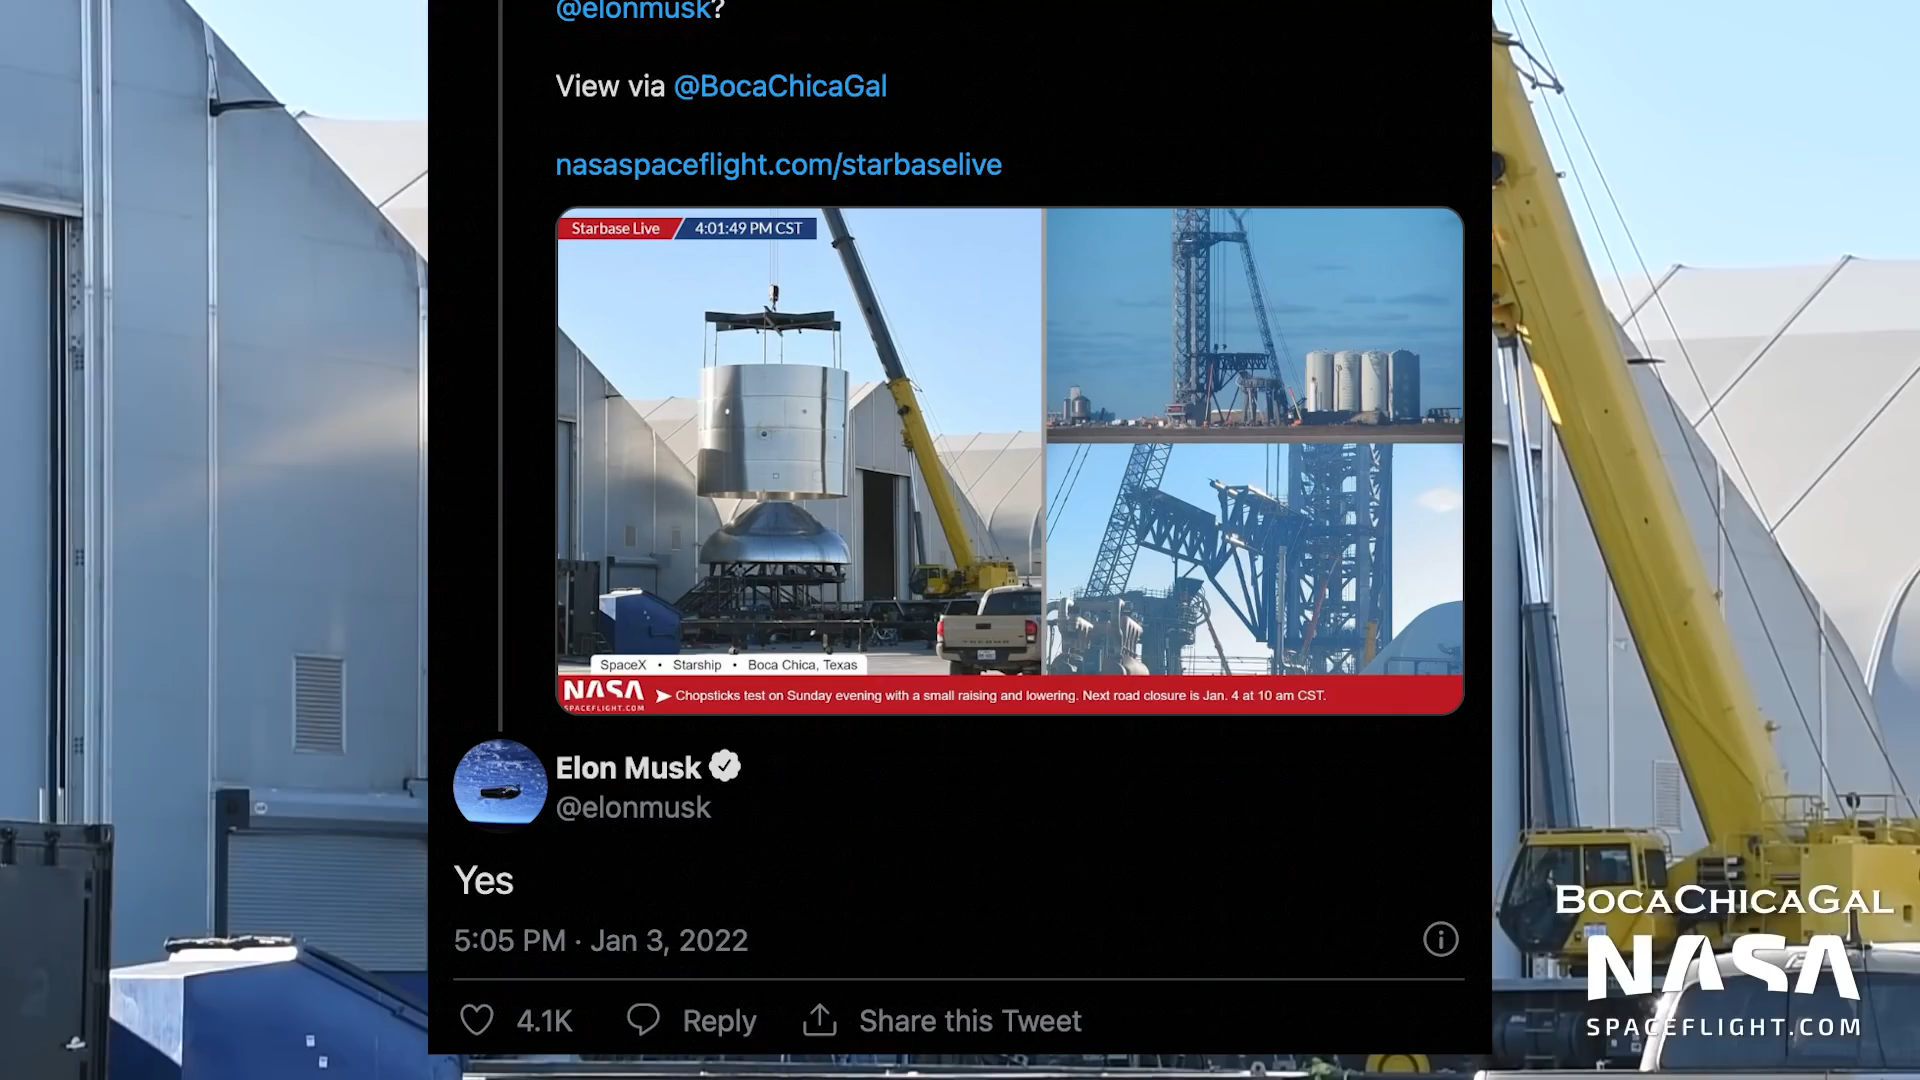 @elonmusk?
View via @BocaChicaGal
nasaspaceflight.com/starbaselive
Starbase Live
4:01:49 PM CST
SpaceX • Starship • Boca Chica, Texas
NASA
SPACEFLIGHT.COM
Chopsticks test on Sunday evening with a small raising and lowering. Next road closure is Jan. 4 at 10 am CST.
Elon Musk
@elonmusk
Yes
5:05 PM · Jan 3, 2022
4.1K
Reply
Share this Tweet
BOCACHICAGAL
NASA
SPACEFLIGHT.COM